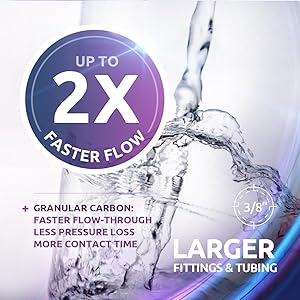 UP TO
2X
FASTER FLOW
+ GRANULAR CARBON:
FASTER FLOW-THROUGH
LESS PRESSURE LOSS
MORE CONTACT TIME
3/8"
LARGER
FITTINGS & TUBING